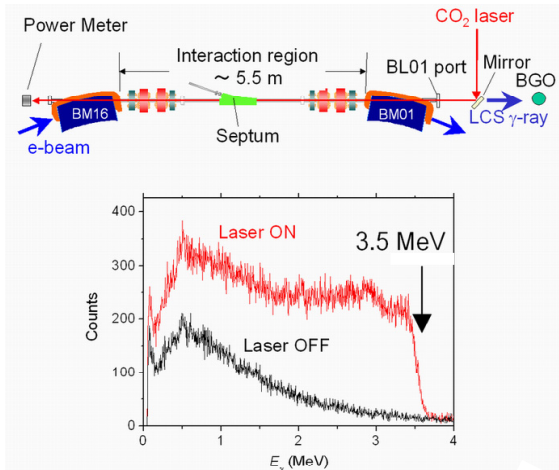 CO2 laser
Power Meter
Interaction region
~ 5.5 m
BL01 port
Mirror
BGO
BM16
Septum
BM01
LCS γ-ray
e-beam
400
300
200
100
0
Counts
Laser ON
3.5 MeV
Laser OFF
0 1 2 3 4
Eγ (MeV)